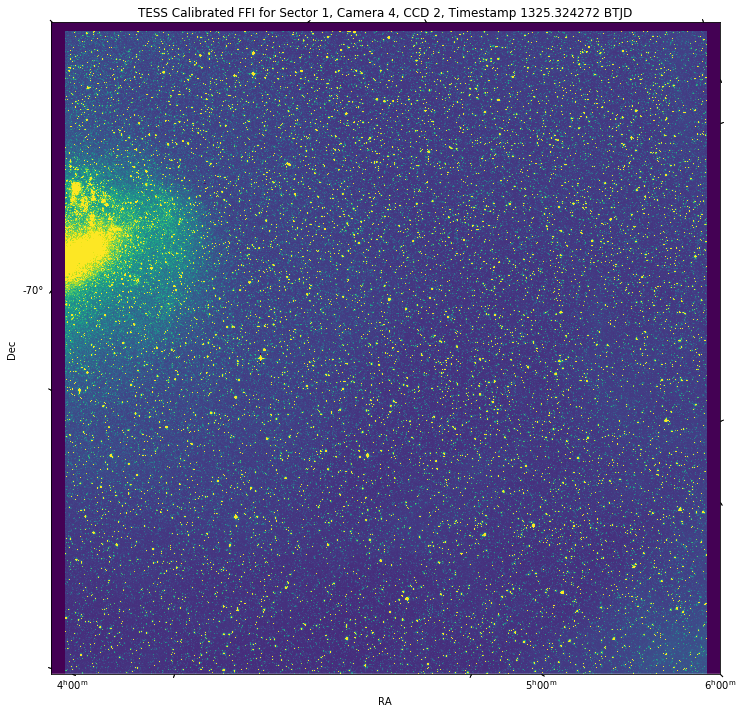 TESS Calibrated FFI for Sector 1, Camera 4, CCD 2, Timestamp 1325.324272 BTJD
-70°
Dec
4h00m 5h00m 6h00m
RA